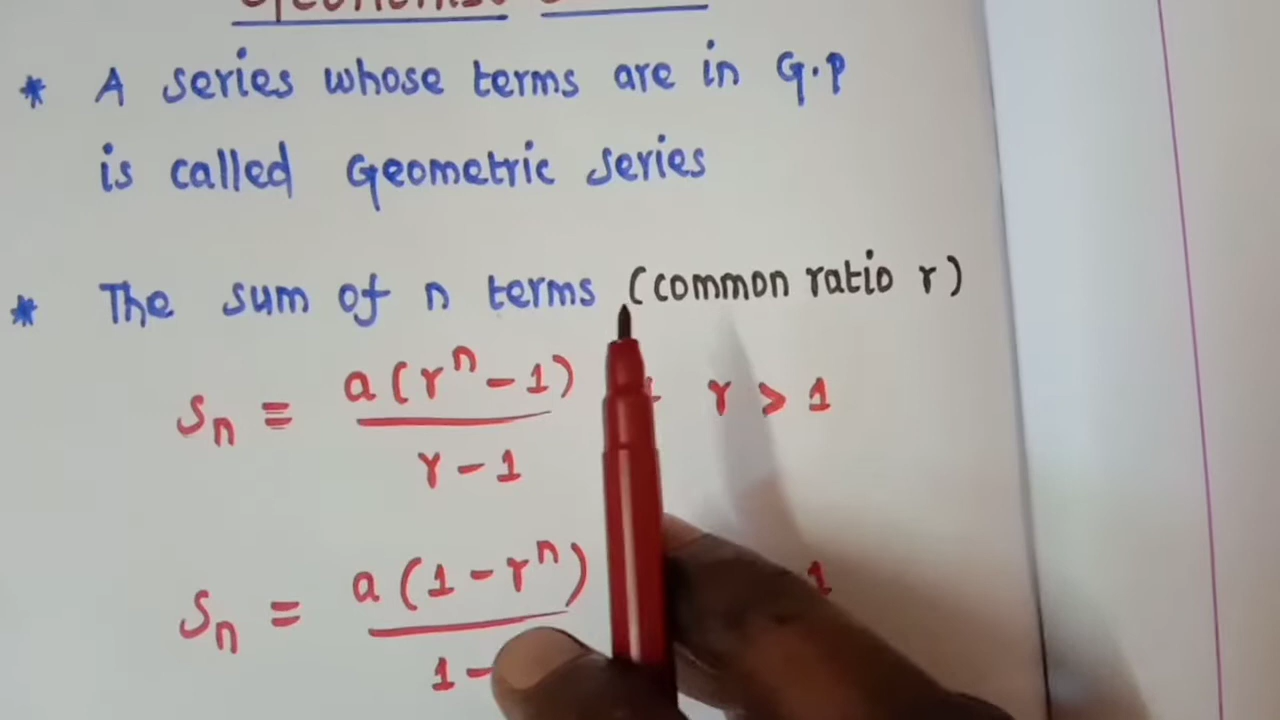 * A series whose terms are in G.P
is called Geometric series
* The sum of n terms (common ratio r)
Sn ≡ a(r^n - 1) / r - 1 r > 1
Sn = a(1 - r^n) / 1 - 1